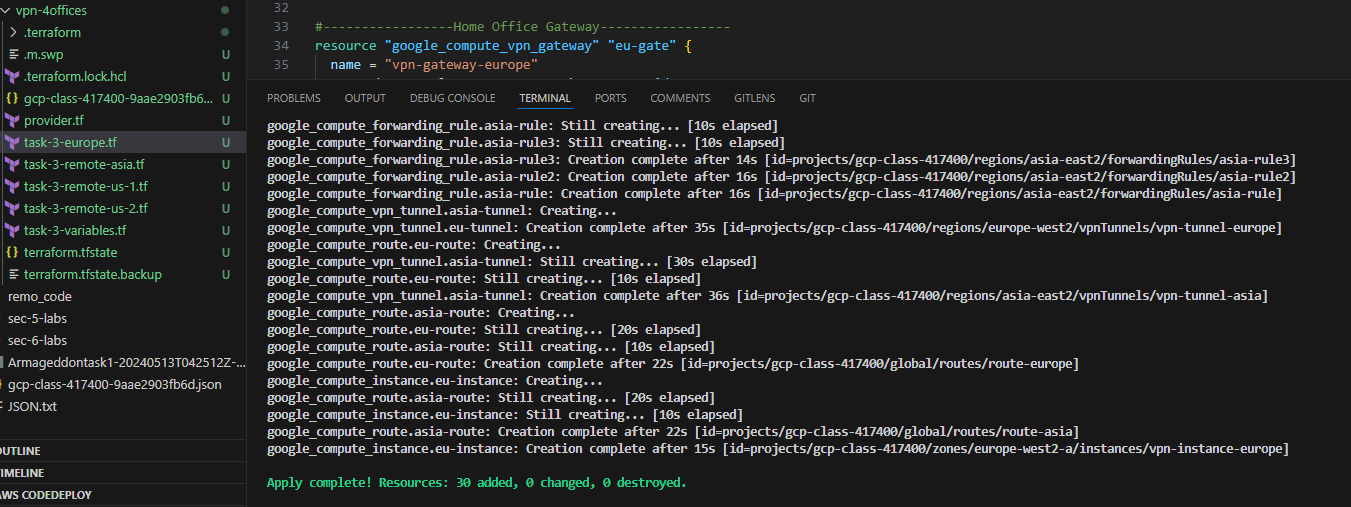 vpn-4offices
.terraform
.m.swp U
.terraform.lock.hcl U
gcp-class-417400-9aae2903fb6... U
provider.tf U
task-3-europe.tf U
task-3-remote-asia.tf U
task-3-remote-us-1.tf U
task-3-remote-us-2.tf U
task-3-variables.tf U
terraform.tfstate U
terraform.tfstate.backup U
remo_code
sec-5-labs
sec-6-labs
Armageddontask1-20240513T042512Z-...
gcp-class-417400-9aae2903fb6d.json
JSON.txt
OUTLINE
TIMELINE
AWS CODEDEPLOY
32
33 #-----------------Home Office Gateway-----------------
34 resource "google_compute_vpn_gateway" "eu-gate" {
35 name = "vpn-gateway-europe"
PROBLEMS OUTPUT DEBUG CONSOLE TERMINAL PORTS COMMENTS GITLENS GIT
google_compute_forwarding_rule.asia-rule: Still creating... [10s elapsed]
google_compute_forwarding_rule.asia-rule3: Still creating... [10s elapsed]
google_compute_forwarding_rule.asia-rule3: Creation complete after 14s [id=projects/gcp-class-417400/regions/asia-east2/forwardingRules/asia-rule3]
google_compute_forwarding_rule.asia-rule2: Creation complete after 16s [id=projects/gcp-class-417400/regions/asia-east2/forwardingRules/asia-rule2]
google_compute_forwarding_rule.asia-rule: Creation complete after 16s [id=projects/gcp-class-417400/regions/asia-east2/forwardingRules/asia-rule]
google_compute_vpn_tunnel.asia-tunnel: Creating...
google_compute_vpn_tunnel.eu-tunnel: Creation complete after 35s [id=projects/gcp-class-417400/regions/europe-west2/vpnTunnels/vpn-tunnel-europe]
google_compute_route.eu-route: Creating...
google_compute_vpn_tunnel.asia-tunnel: Still creating... [30s elapsed]
google_compute_route.eu-route: Still creating... [10s elapsed]
google_compute_vpn_tunnel.asia-tunnel: Creation complete after 36s [id=projects/gcp-class-417400/regions/asia-east2/vpnTunnels/vpn-tunnel-asia]
google_compute_route.asia-route: Creating...
google_compute_route.eu-route: Still creating... [20s elapsed]
google_compute_route.asia-route: Still creating... [10s elapsed]
google_compute_route.eu-route: Creation complete after 22s [id=projects/gcp-class-417400/global/routes/route-europe]
google_compute_instance.eu-instance: Creating...
google_compute_route.asia-route: Still creating... [20s elapsed]
google_compute_instance.eu-instance: Still creating... [10s elapsed]
google_compute_route.asia-route: Creation complete after 22s [id=projects/gcp-class-417400/global/routes/route-asia]
google_compute_instance.eu-instance: Creation complete after 15s [id=projects/gcp-class-417400/zones/europe-west2-a/instances/vpn-instance-europe]
Apply complete! Resources: 30 added, 0 changed, 0 destroyed.